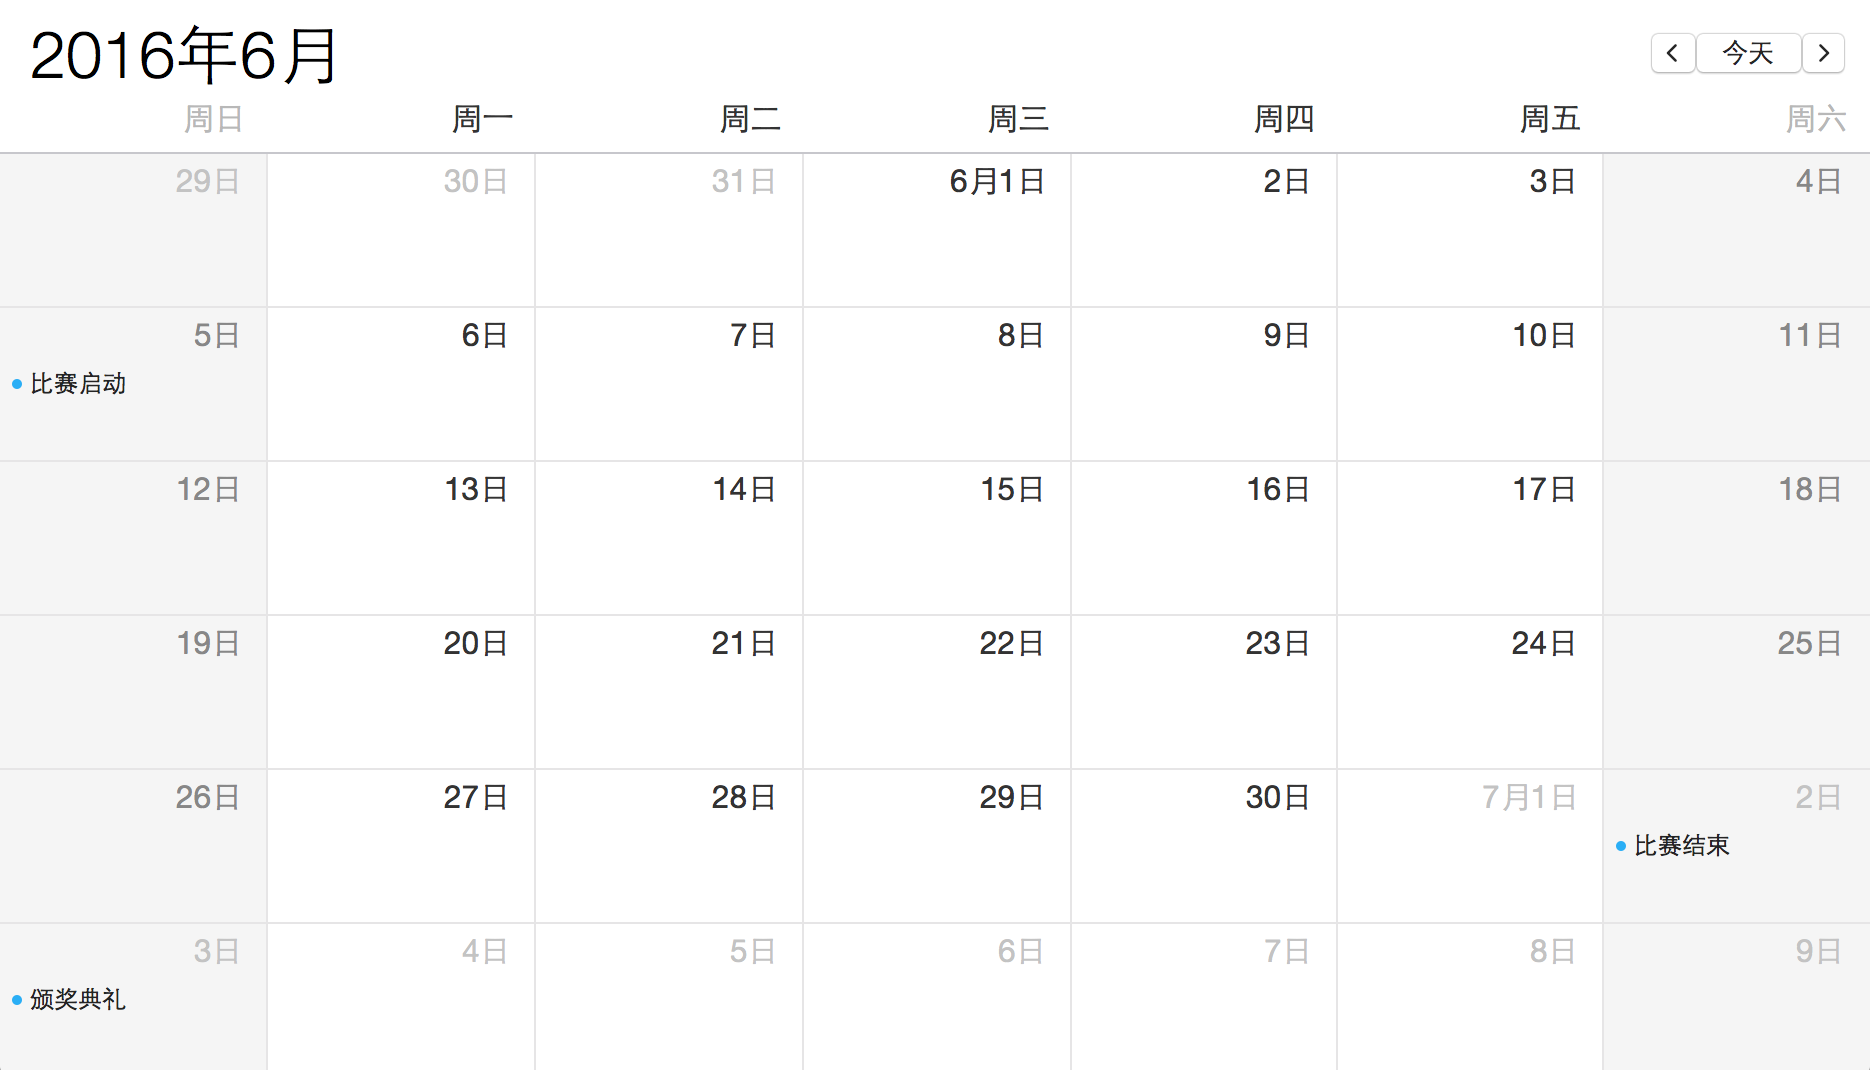 2016年6月
今天
周日 周一 周二 周三 周四 周五 周六
29日 30日 31日 6月1日 2日 3日 4日
5日 6日 7日 8日 9日 10日 11日
比赛启动
12日 13日 14日 15日 16日 17日 18日
19日 20日 21日 22日 23日 24日 25日
26日 27日 28日 29日 30日 7月1日 2日
比赛结束
3日 4日 5日 6日 7日 8日 9日
颁奖典礼